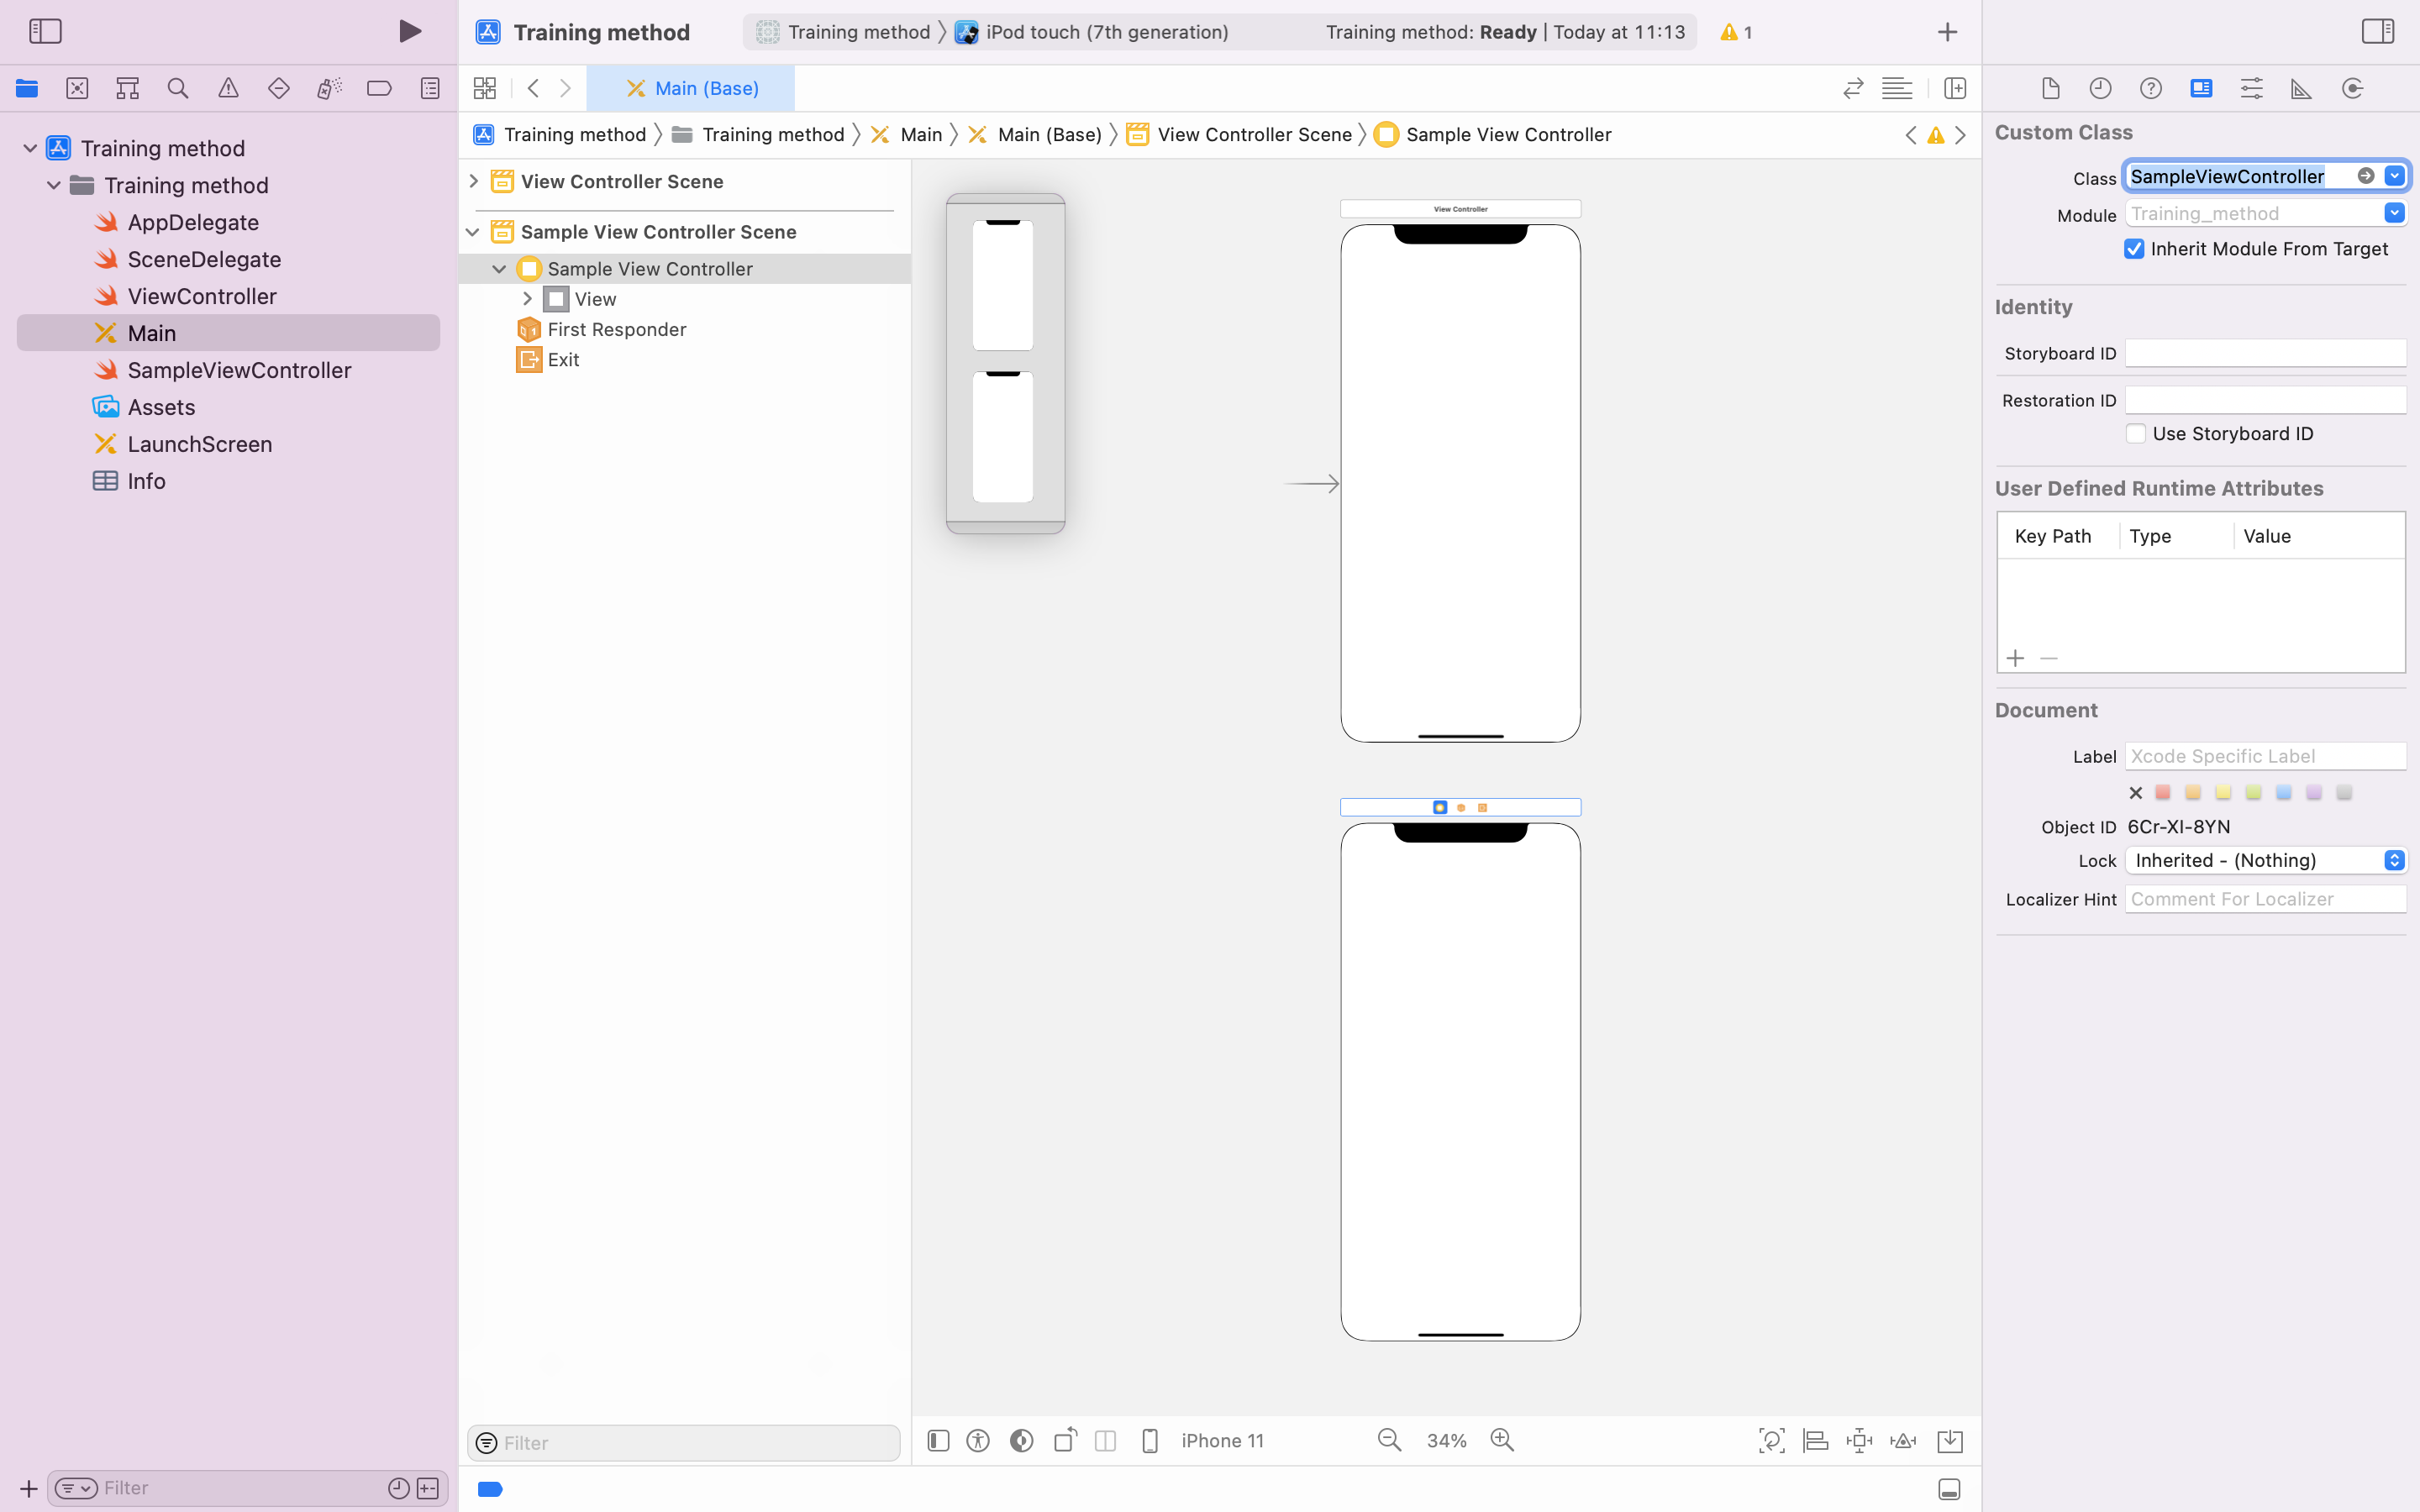 Training method
Training method
iPod touch (7th generation)
Training method: Ready | Today at 11:13
1
Main (Base)
Training method
Training method
Main
Main (Base)
View Controller Scene
Sample View Controller
Training method
Training method
AppDelegate
SceneDelegate
ViewController
Main
SampleViewController
Assets
LaunchScreen
Info
Filter
View Controller Scene
Sample View Controller Scene
Sample View Controller
View
First Responder
Exit
Filter
View Controller
iPhone 11
34%
Custom Class
Class SampleViewController
Module Training_method
Inherit Module From Target
Identity
Storyboard ID
Restoration ID
Use Storyboard ID
User Defined Runtime Attributes
Key Path Type Value
Document
Label Xcode Specific Label
Object ID 6Cr-XI-8YN
Lock Inherited - (Nothing)
Localizer Hint Comment For Localizer